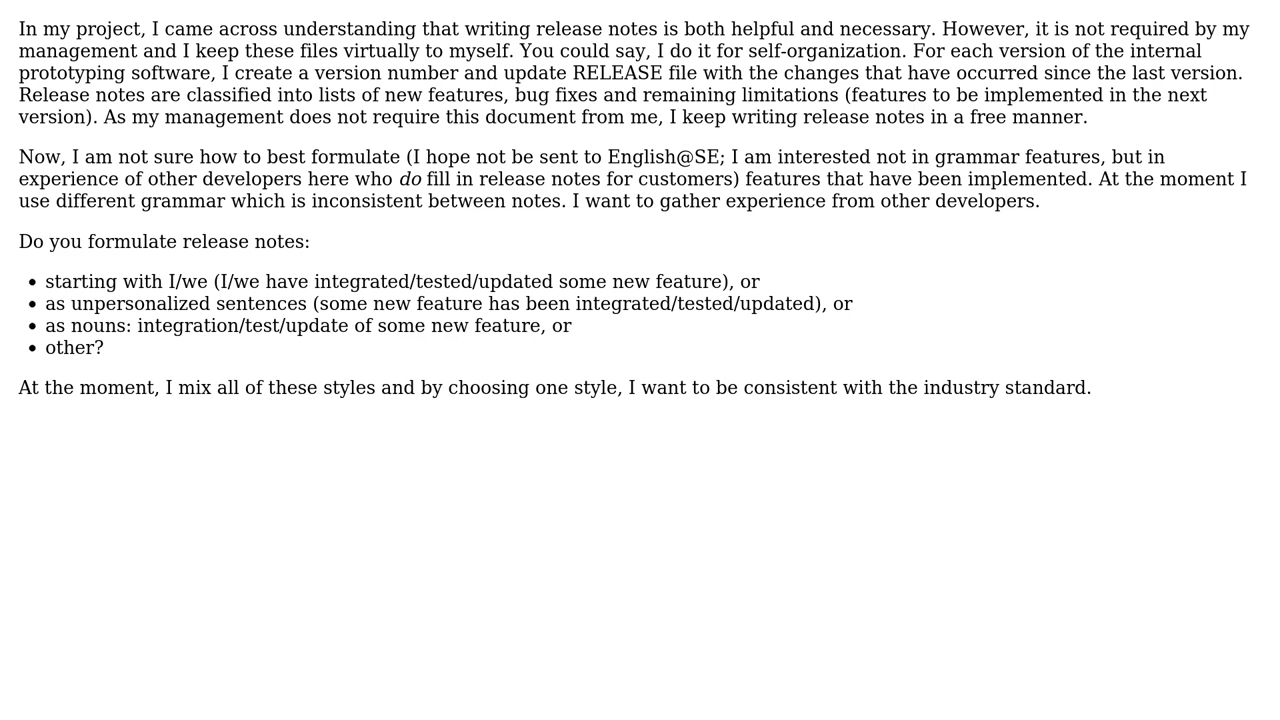 In my project, I came across understanding that writing release notes is both helpful and necessary. However, it is not required by my
management and I keep these files virtually to myself. You could say, I do it for self-organization. For each version of the internal
prototyping software, I create a version number and update RELEASE file with the changes that have occurred since the last version.
Release notes are classified into lists of new features, bug fixes and remaining limitations (features to be implemented in the next
version). As my management does not require this document from me, I keep writing release notes in a free manner.
Now, I am not sure how to best formulate (I hope not be sent to English@SE; I am interested not in grammar features, but in
experience of other developers here who do fill in release notes for customers) features that have been implemented. At the moment I
use different grammar which is inconsistent between notes. I want to gather experience from other developers.
Do you formulate release notes:
• starting with I/we (I/we have integrated/tested/updated some new feature), or
• as unpersonalized sentences (some new feature has been integrated/tested/updated), or
• as nouns: integration/test/update of some new feature, or
• other?
At the moment, I mix all of these styles and by choosing one style, I want to be consistent with the industry standard.